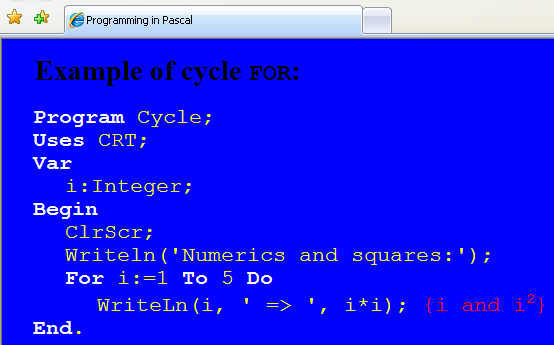 Programming in Pascal
Example of cycle FOR:
Program Cycle;
Uses CRT;
Var
i:Integer;
Begin
ClrScr;
Writeln('Numerics and squares:');
For i:=1 To 5 Do
WriteLn(i, ' => ', i*i); {i and i²}
End.